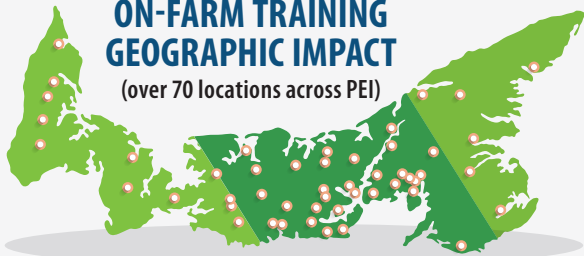 ON-FARM TRAINING
GEOGRAPHIC IMPACT
(over 70 locations across PEI)